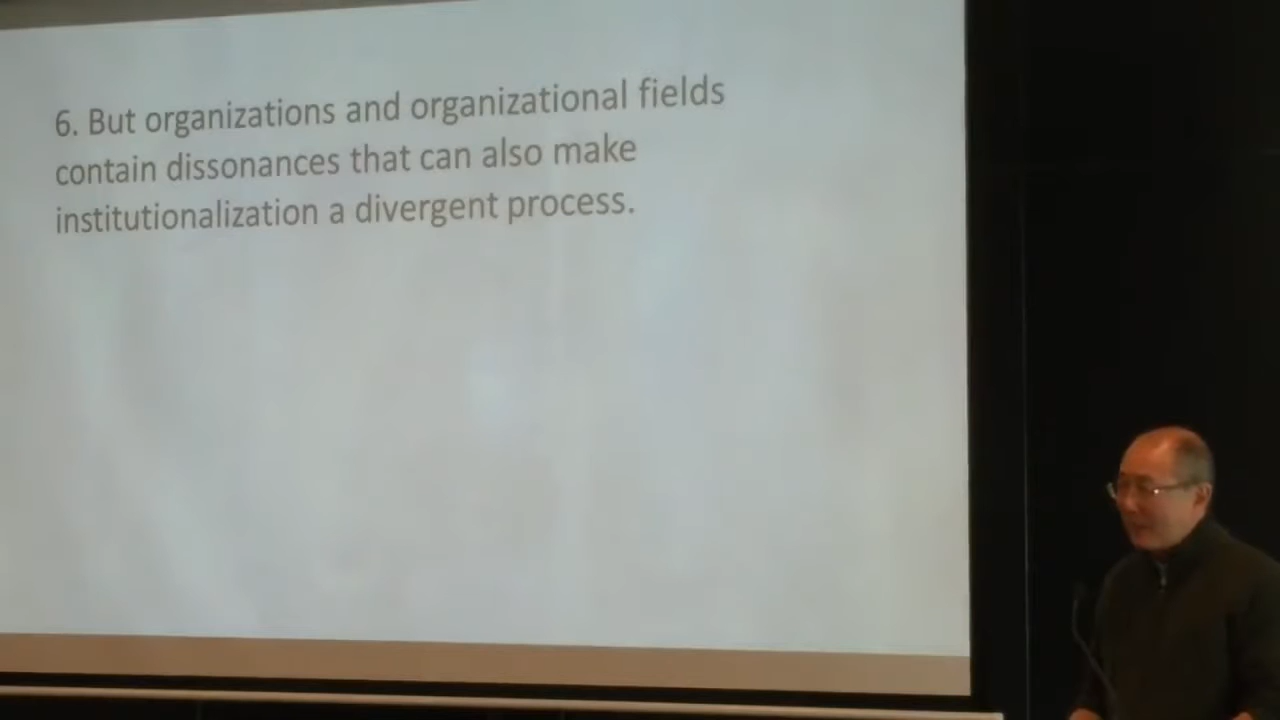 6. But organizations and organizational fields
contain dissonances that can also make
institutionalization a divergent process.